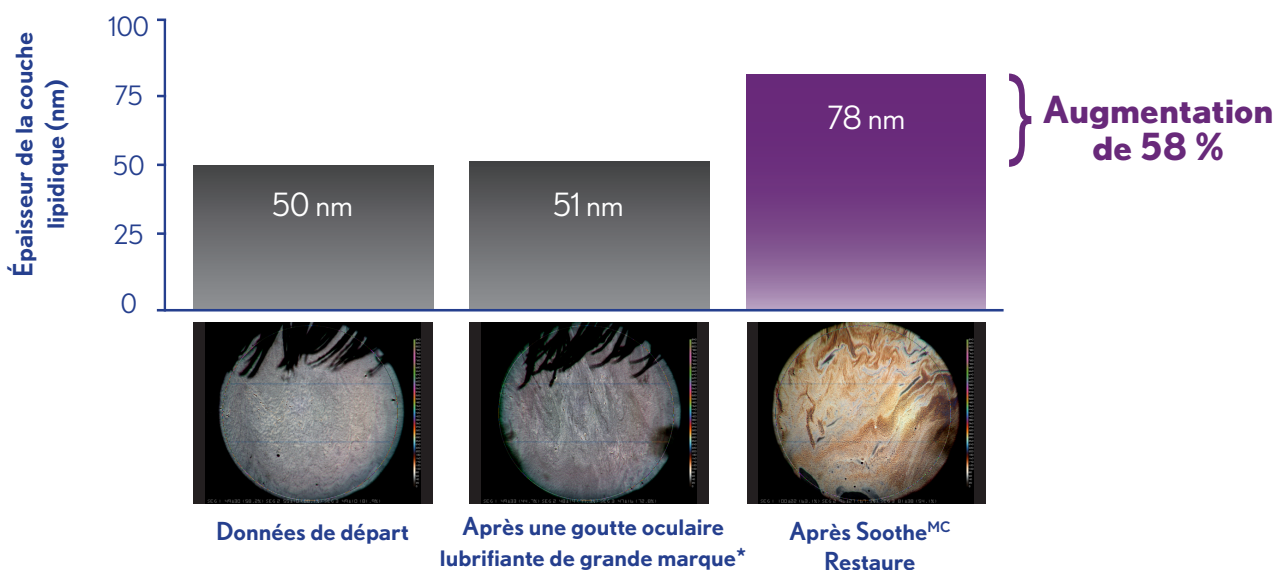 Épaisseur de la couche
lipidique (nm)
100
75
50
25
0
50 nm
51 nm
78 nm
Augmentation
de 58 %
Données de départ
Après une goutte oculaire
lubrifiante de grande marque*
Après Soothe^MC
Restaure